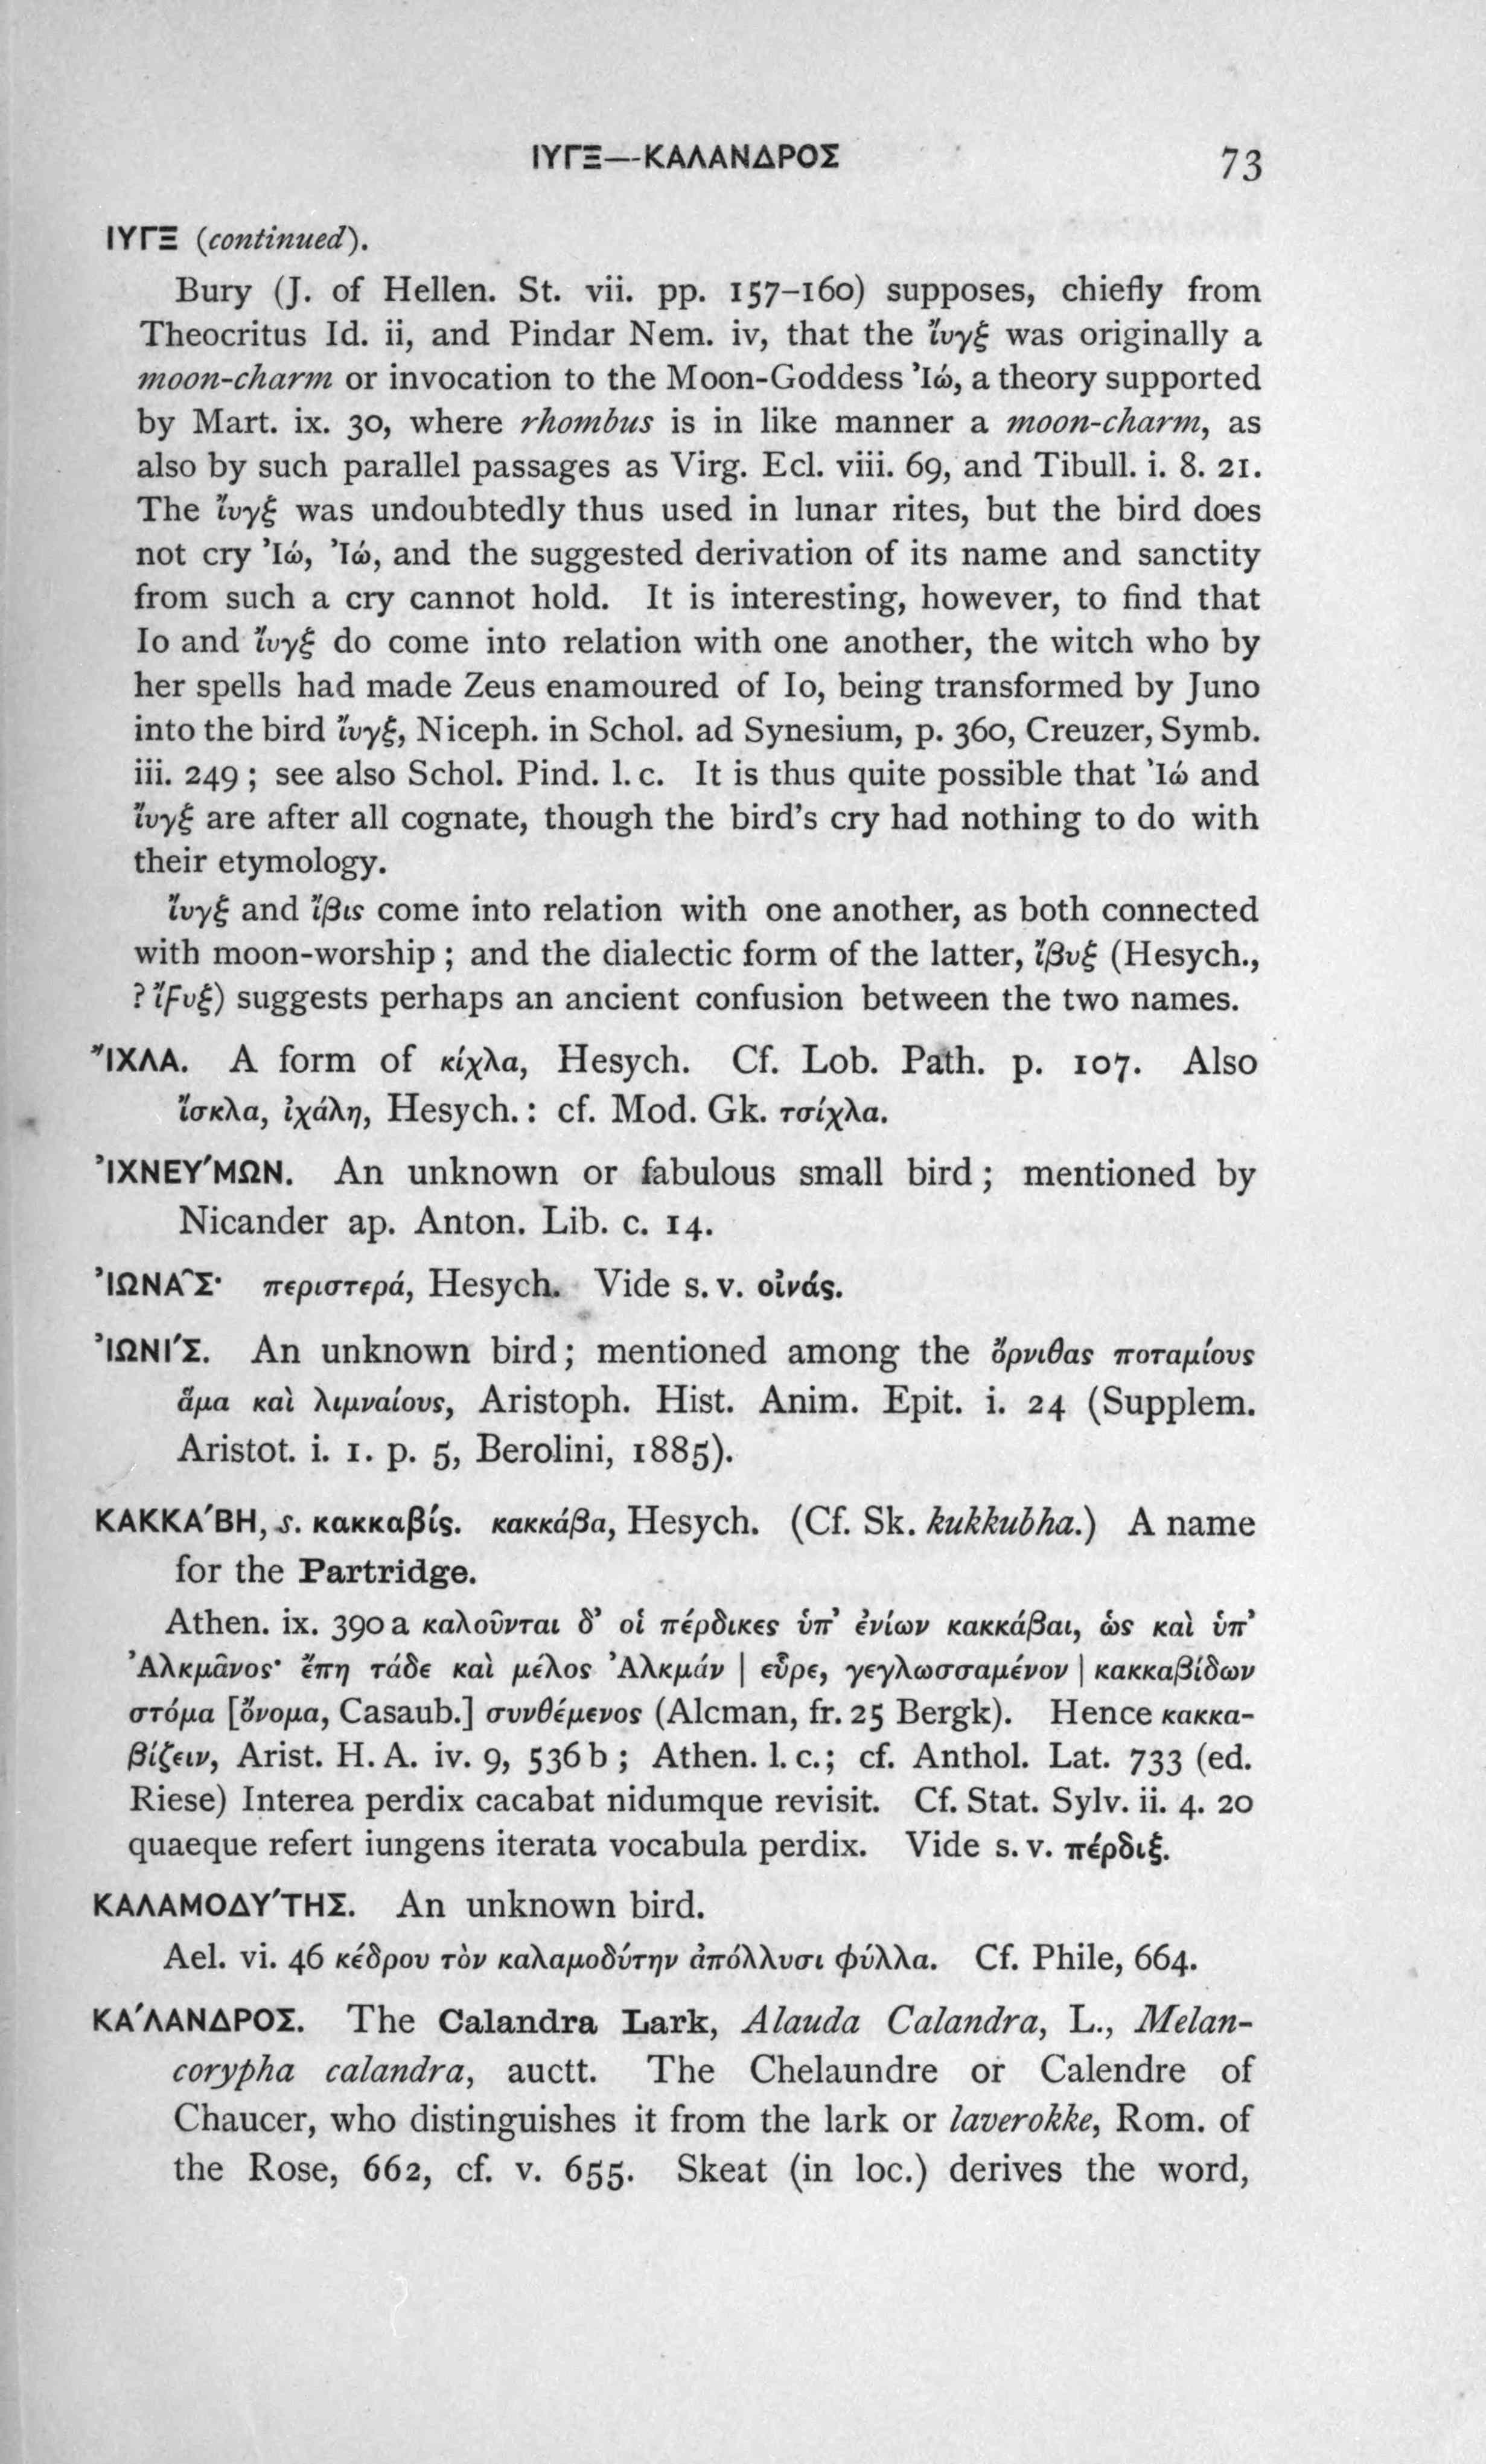 ΙΥΓΞ—ΚΑΛΑΝΔΡΟΣ 73
ΙΥΓΞ (continued).
Bury (J. of Hellen. St. vii. pp. 157–160) supposes, chiefly from
Theocritus Id. ii, and Pindar Nem. iv, that the ἴυγξ was originally a
moon-charm or invocation to the Moon-Goddess Ἰώ, a theory supported
by Mart. ix. 30, where rhombus is in like manner a moon-charm, as
also by such parallel passages as Virg. Ecl. viii. 69, and Tibull. i. 8. 21.
The ἴυγξ was undoubtedly thus used in lunar rites, but the bird does
not cry Ἰώ, Ἰώ, and the suggested derivation of its name and sanctity
from such a cry cannot hold. It is interesting, however, to find that
Io and ἴυγξ do come into relation with one another, the witch who by
her spells had made Zeus enamoured of Io, being transformed by Juno
into the bird ἴυγξ, Niceph. in Schol. ad Synesium, p. 360, Creuzer, Symb.
iii. 249 ; see also Schol. Pind. l. c. It is thus quite possible that Ἰώ and
ἴυγξ are after all cognate, though the bird's cry had nothing to do with
their etymology.
ἴυγξ and ἴβις come into relation with one another, as both connected
with moon-worship ; and the dialectic form of the latter, ἴβυξ (Hesych.,
? ἴϝυξ) suggests perhaps an ancient confusion between the two names.
ἼΧΛΑ. A form of κίχλα, Hesych. Cf. Lob. Path. p. 107. Also
ἴσκλα, ἰχάλη, Hesych. : cf. Mod. Gk. τσίχλα.
ἸΧΝΕΥ´ΜΩΝ. An unknown or fabulous small bird ; mentioned by
Nicander ap. Anton. Lib. c. 14.
ἸΩΝΑ͂Σ· περιστερά, Hesych. Vide s. v. οἰνάς.
ἸΩΝΙ´Σ. An unknown bird ; mentioned among the ὄρνιθας ποταμίους
ἅμα καὶ λιμναίους, Aristoph. Hist. Anim. Epit. i. 24 (Supplem.
Aristot. i. 1. p. 5, Berolini, 1885).
ΚΑΚΚΑ´ΒΗ, s. κακκαβίς. κακκάβα, Hesych. (Cf. Sk. kukkubha.) A name
for the Partridge.
Athen. ix. 390 a καλοῦνται δ' οἱ πέρδικες ὑπ' ἐνίων κακκάβαι, ὡς καὶ ὑπ'
Ἀλκμᾶνος· ἔπη τάδε καὶ μέλος Ἀλκμάν | εὗρε, γεγλωσσαμένον | κακκαβίδων
στόμα [ὄνομα, Casaub.] συνθέμενος (Alcman, fr. 25 Bergk). Hence κακκα-
βίζειν, Arist. H. A. iv. 9, 536 b ; Athen. l. c. ; cf. Anthol. Lat. 733 (ed.
Riese) Interea perdix cacabat nidumque revisit. Cf. Stat. Sylv. ii. 4. 20
quaeque refert iungens iterata vocabula perdix. Vide s. v. πέρδιξ.
ΚΑΛΑΜΟΔΥ´ΤΗΣ. An unknown bird.
Ael. vi. 46 κέδρου τὸν καλαμοδύτην ἀπόλλυσι φύλλα. Cf. Phile, 664.
ΚΑ´ΛΑΝΔΡΟΣ. The Calandra Lark, Alauda Calandra, L., Melan-
corypha calandra, auctt. The Chelaundre or Calendre of
Chaucer, who distinguishes it from the lark or laverokke, Rom. of
the Rose, 662, cf. v. 655. Skeat (in loc.) derives the word,